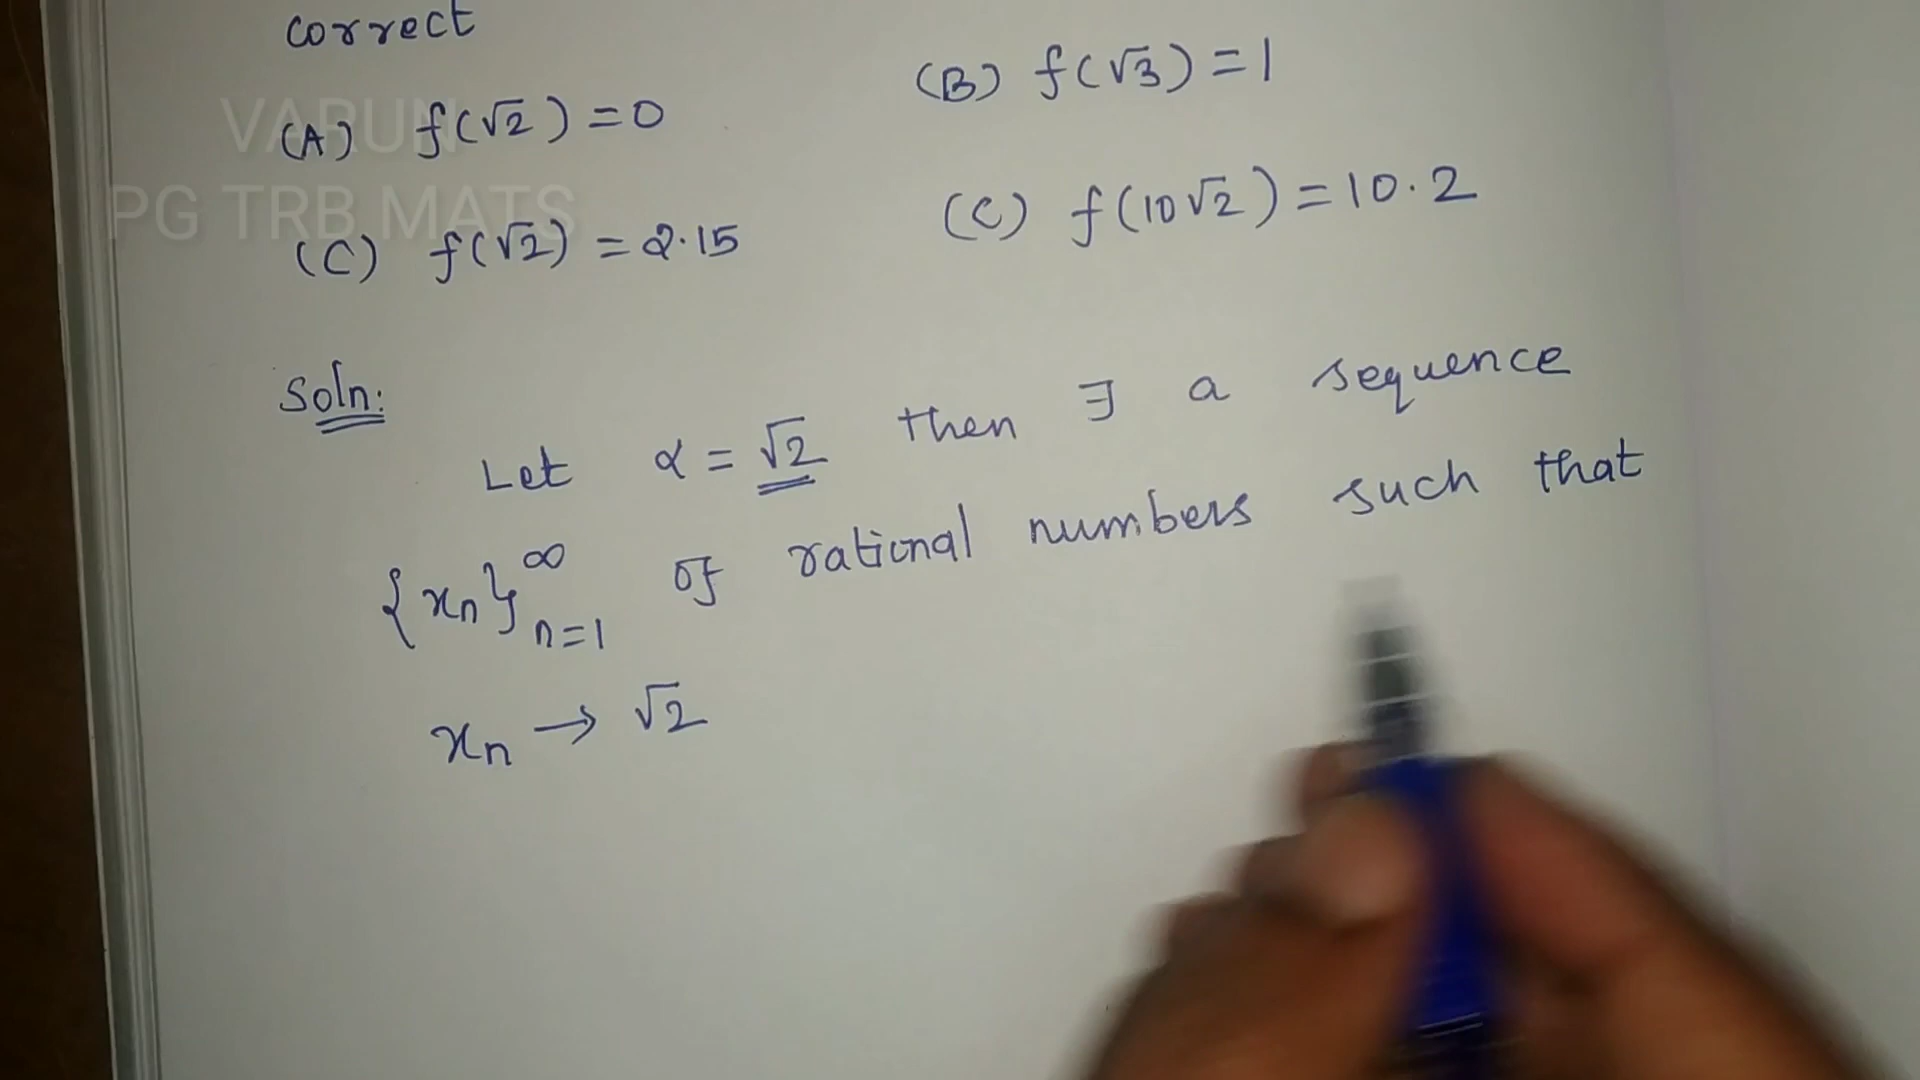 correct
(A) f(√2) = 0
(B) f(√3) = 1
(C) f(√2) = 2.15
(C) f(10√2) = 10.2
VARUN
PG TRB MATS
Soln:
Let α = √2 then ∃ a sequence
{xn}∞n=1 of rational numbers such that
xn → √2